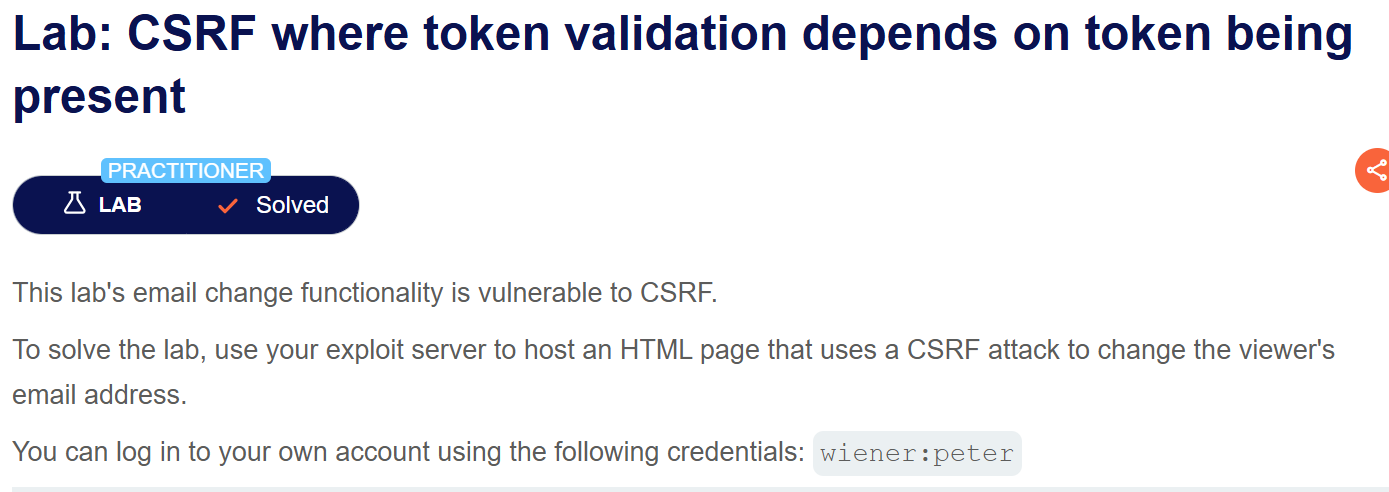 Lab: CSRF where token validation depends on token being
present
PRACTITIONER
LAB Solved
This lab's email change functionality is vulnerable to CSRF.
To solve the lab, use your exploit server to host an HTML page that uses a CSRF attack to change the viewer's
email address.
You can log in to your own account using the following credentials: wiener:peter